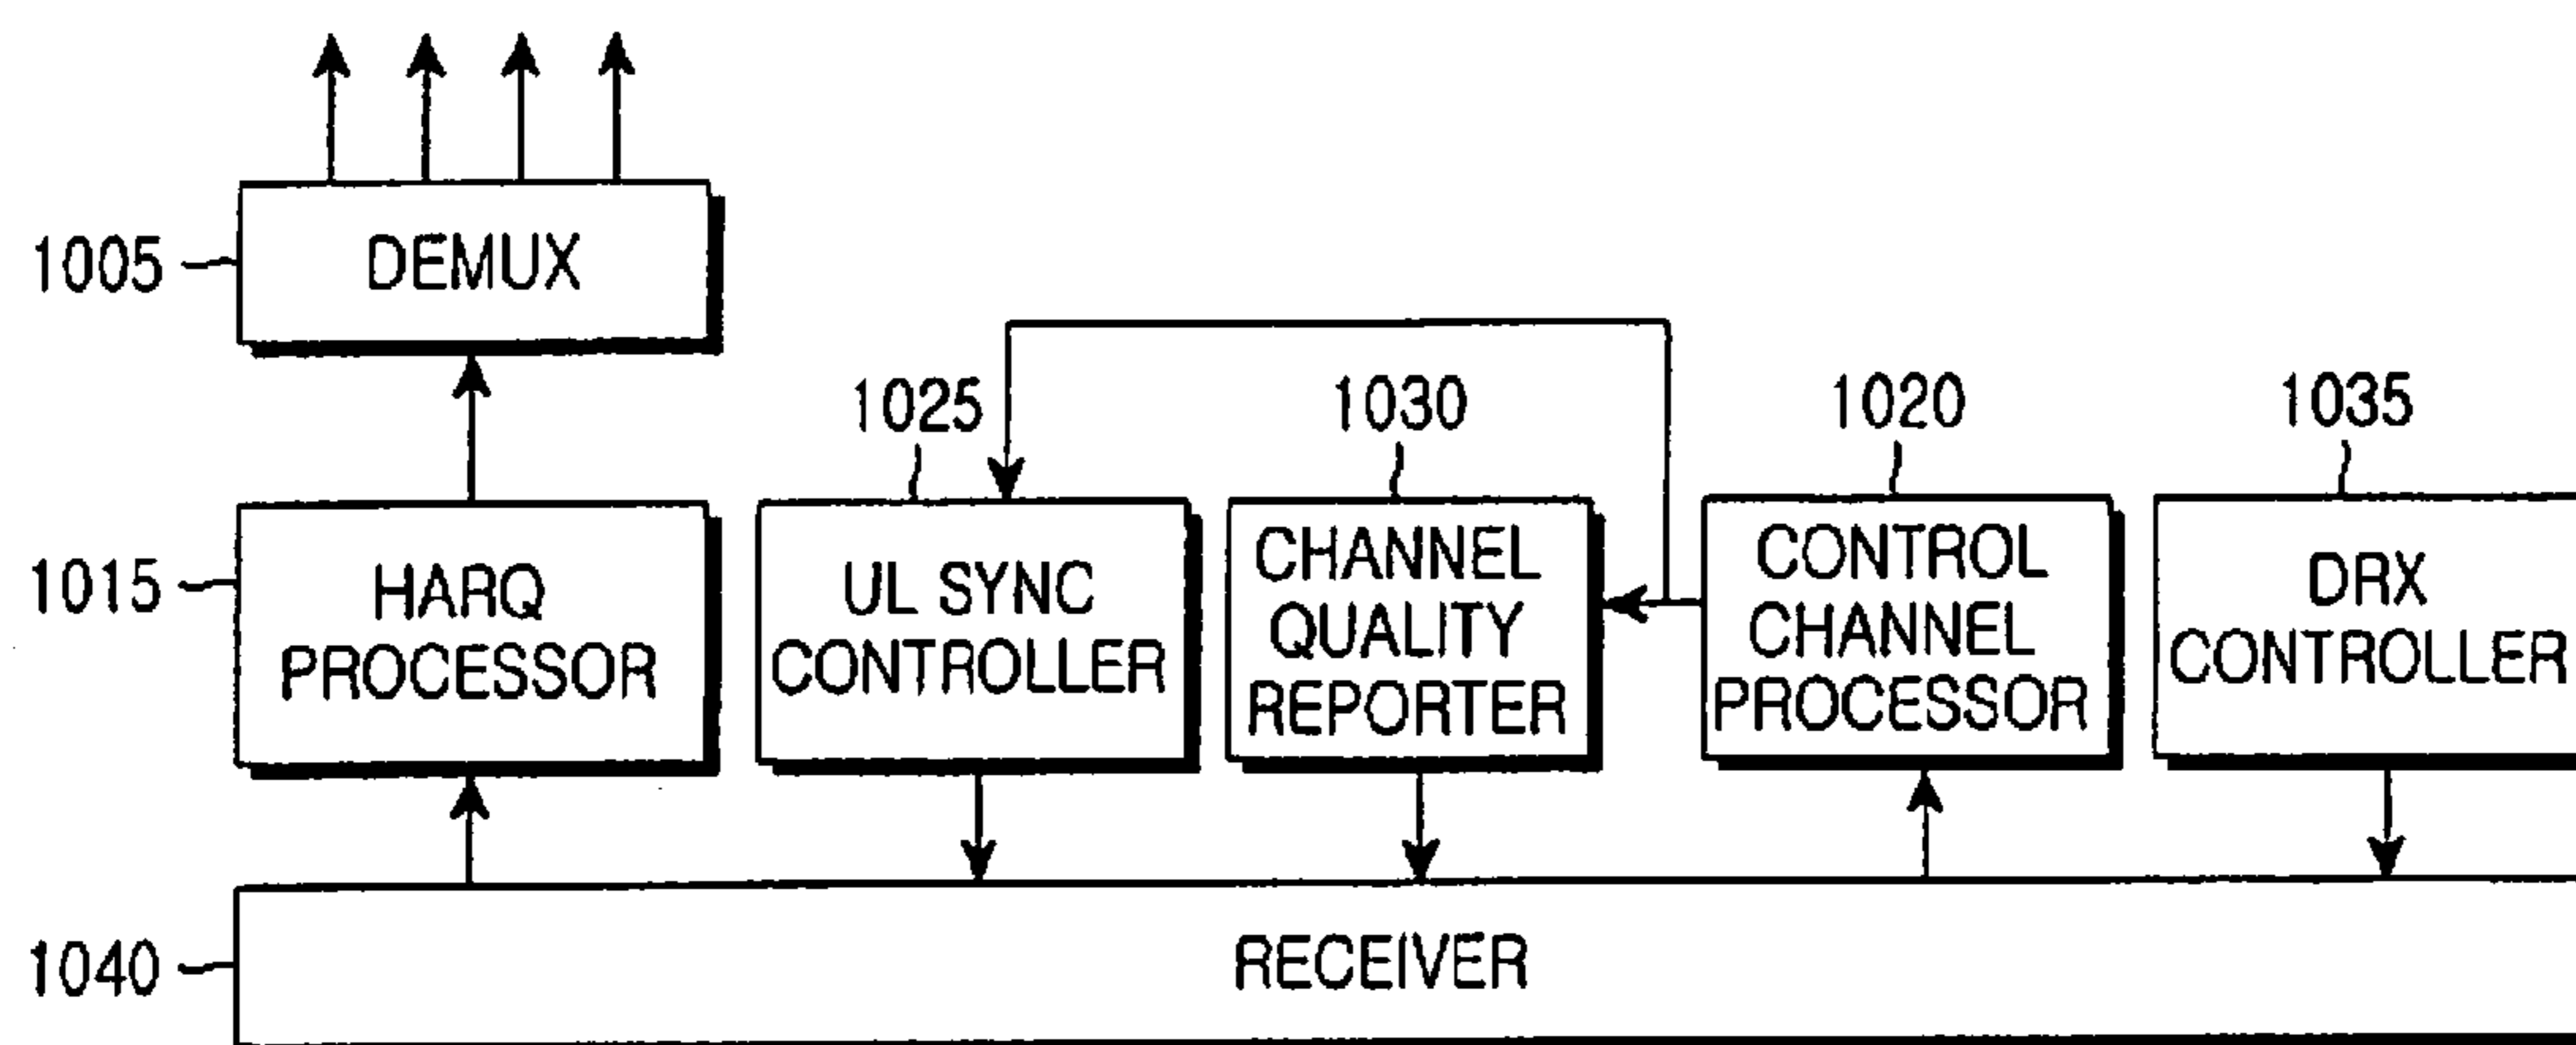 1005
DEMUX
1025
1030
1020
1035
1015
HARQ
PROCESSOR
UL SYNC
CONTROLLER
CHANNEL
QUALITY
REPORTER
CONTROL
CHANNEL
PROCESSOR
DRX
CONTROLLER
1040
RECEIVER